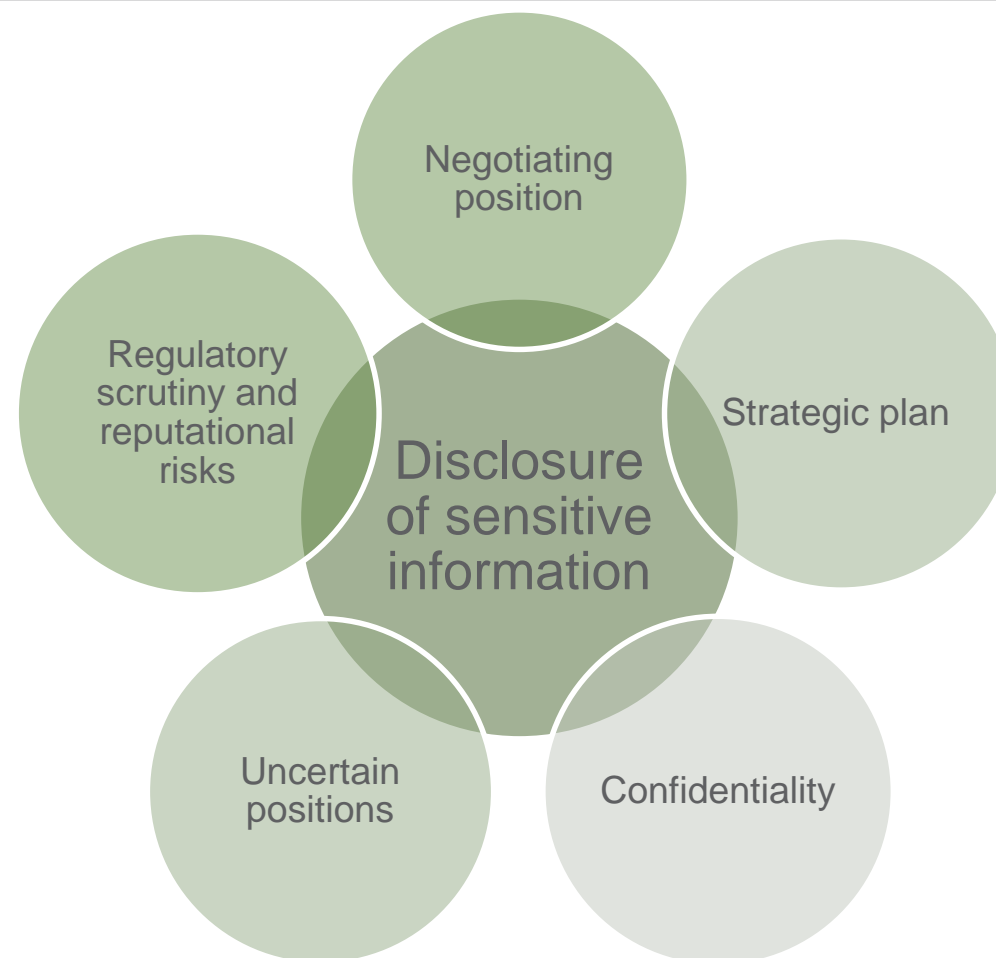 Negotiating
position
Regulatory
scrutiny and
reputational
risks
Strategic plan
Disclosure
of sensitive
information
Uncertain
positions
Confidentiality